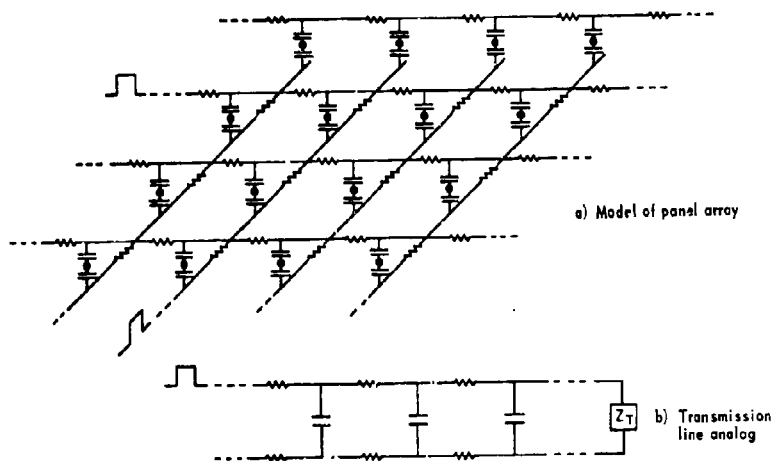 a) Model of panel array
Z_T
b) Transmission
line analog